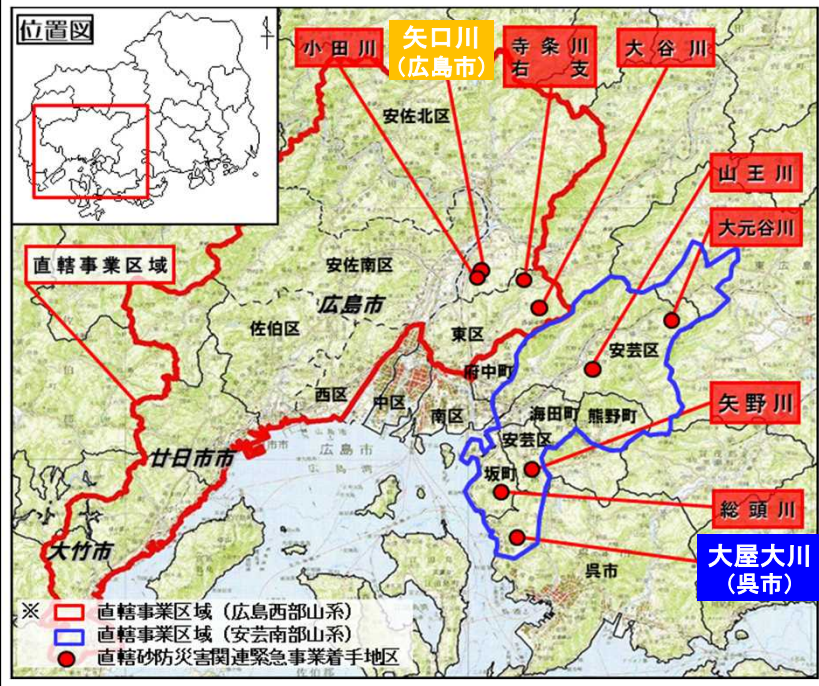 位置図
小田川
矢口川
（広島市）
寺条川
右支
大谷川
安佐北区
山王川
大元谷川
直轄事業区域
安佐南区
広島市
佐伯区
東区
安芸区
府中町
西区
中区
南区
海田町
熊野町
矢野川
安芸区
広島市
廿日市市
坂町
総頭川
大竹市
大屋大川
（呉市）
呉市
※
直轄事業区域（広島西部山系）
直轄事業区域（安芸南部山系）
直轄砂防災害関連緊急事業着手地区